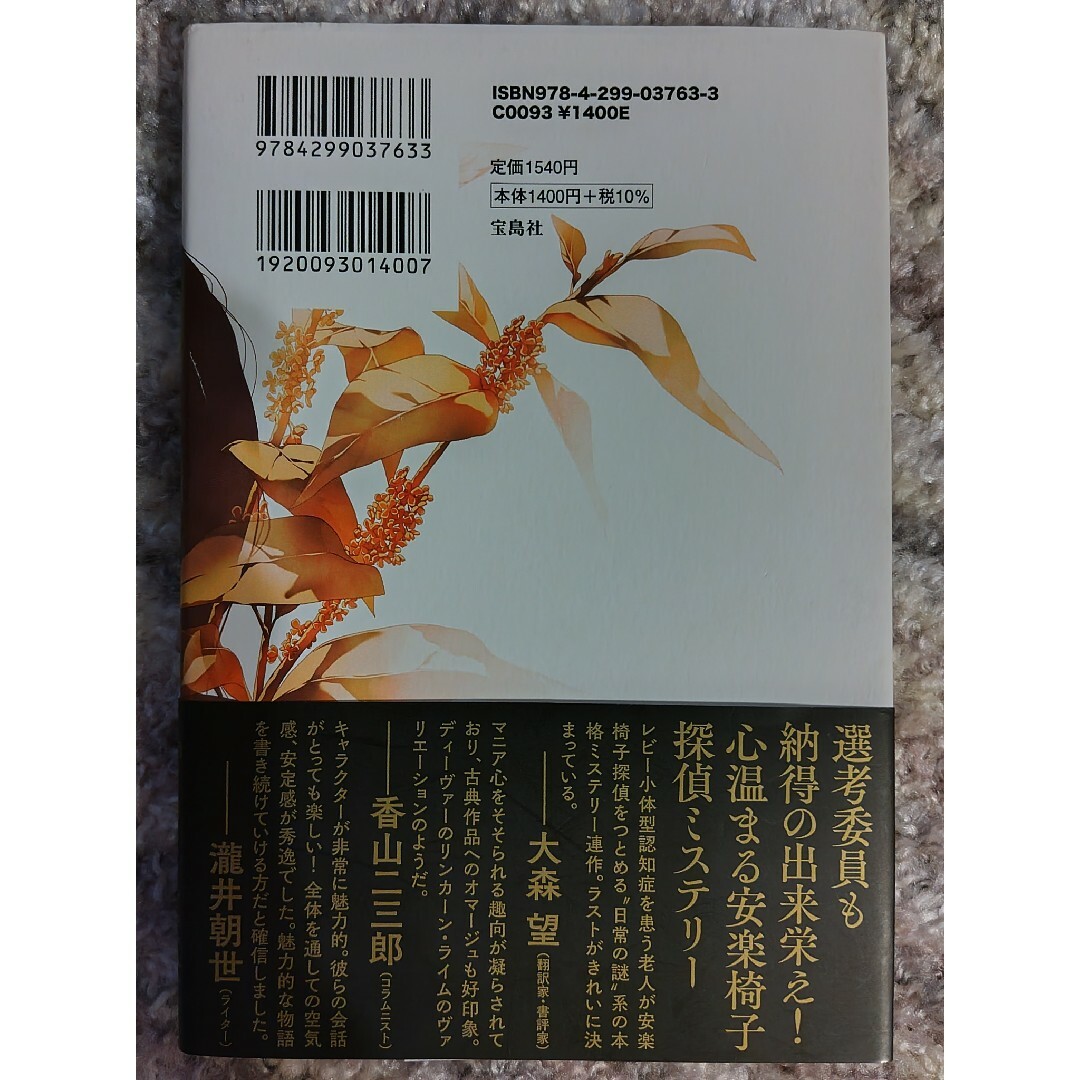 ISBN978-4-299-03763-3
C0093 ¥1400E
9784299037633
定価1540円
本体1400円+税10%
宝島社
1920093014007
選考委員も
納得の出来栄え!
心温まる安楽椅子
探偵ミステリー
レビー小体型認知症を患う老人が安楽
椅子探偵をつとめる"日常の謎"系の本
格ミステリー連作。ラストがきれいに決
まっている。
——大森 望(翻訳家・書評家)
マニア心をそそられる趣向が凝らされて
おり、古典作品へのオマージュも好印象。
ディーヴァーのリンカーン・ライムのヴァ
リエーションのようだ。
——香山二三郎(コラムニスト)
キャラクターが非常に魅力的。彼らの会話
がとっても楽しい! 全体を通しての空気
感、安定感が秀逸でした。魅力的な物語
を書き続けていける方だと確信しました。
——瀧井朝世(ライター)